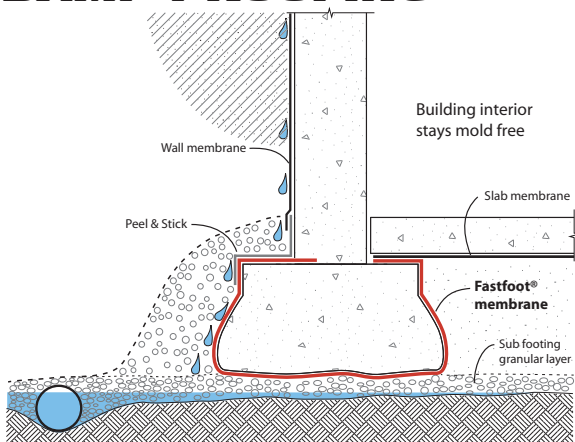 Building interior
stays mold free
Wall membrane
Slab membrane
Peel & Stick
Fastfoot®
membrane
Sub footing
granular layer